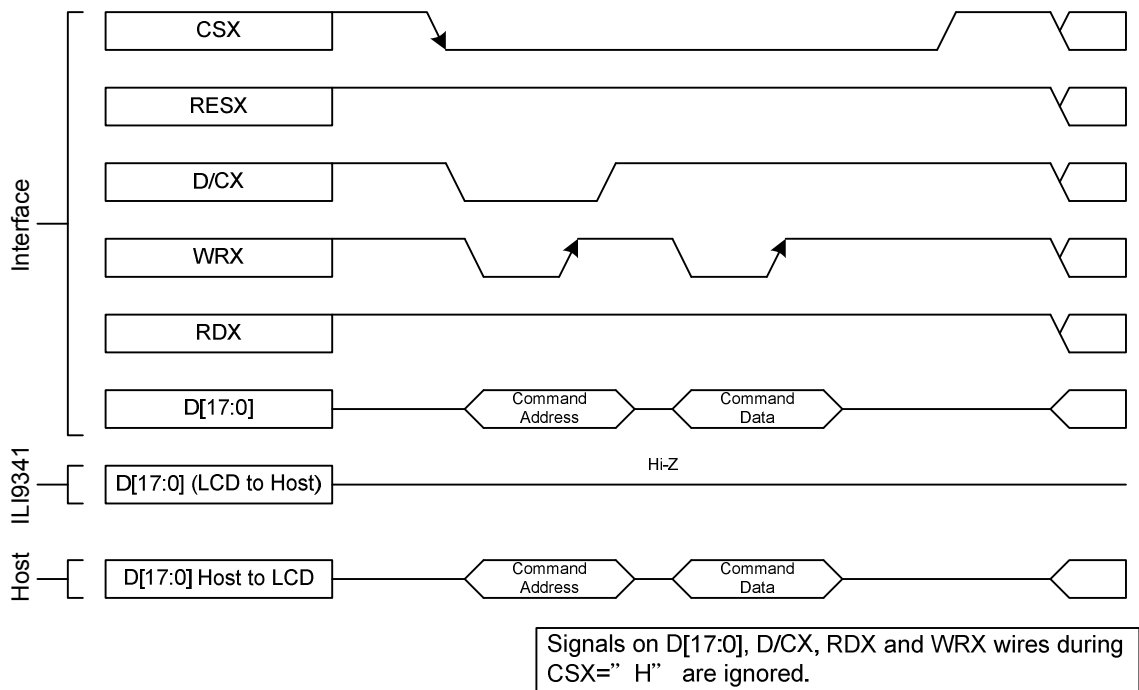 CSX
RESX
D/CX
WRX
RDX
D[17:0]
Command
Address
Command
Data
Interface
Hi-Z
D[17:0] (LCD to Host)
ILI9341
D[17:0] Host to LCD
Command
Address
Command
Data
Host
Signals on D[17:0], D/CX, RDX and WRX wires during
CSX=” H” are ignored.